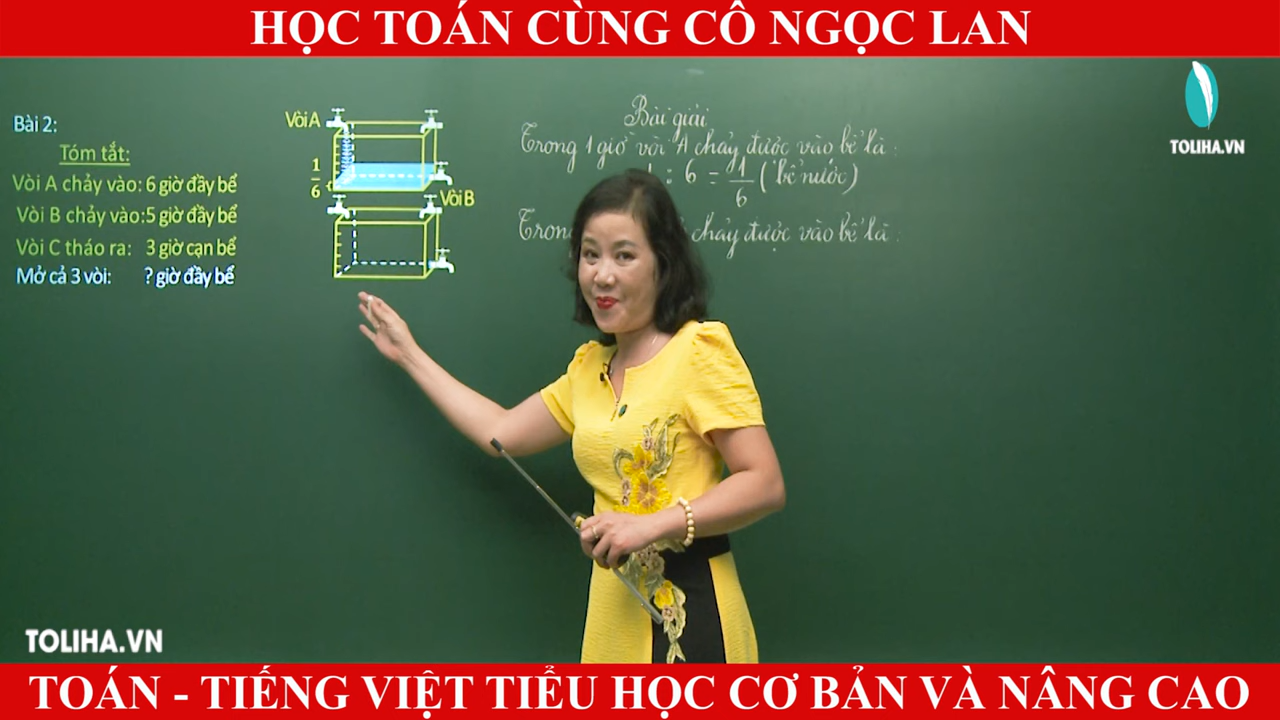 HỌC TOÁN CÙNG CÔ NGỌC LAN
TOLIHA.VN
Bài 2:
Tóm tắt:
Vòi A chảy vào: 6 giờ đầy bể
Vòi B chảy vào: 5 giờ đầy bể
Vòi C tháo ra: 3 giờ cạn bể
Mở cả 3 vòi: ? giờ đầy bể
Vòi A
1
6
Vòi B
Bài giải
Trong 1 giờ vòi A chảy được vào bể là:
: 6 = 1/6 (bể nước)
chảy được vào bể là:
TOLIHA.VN
TOÁN - TIẾNG VIỆT TIỂU HỌC CƠ BẢN VÀ NÂNG CAO